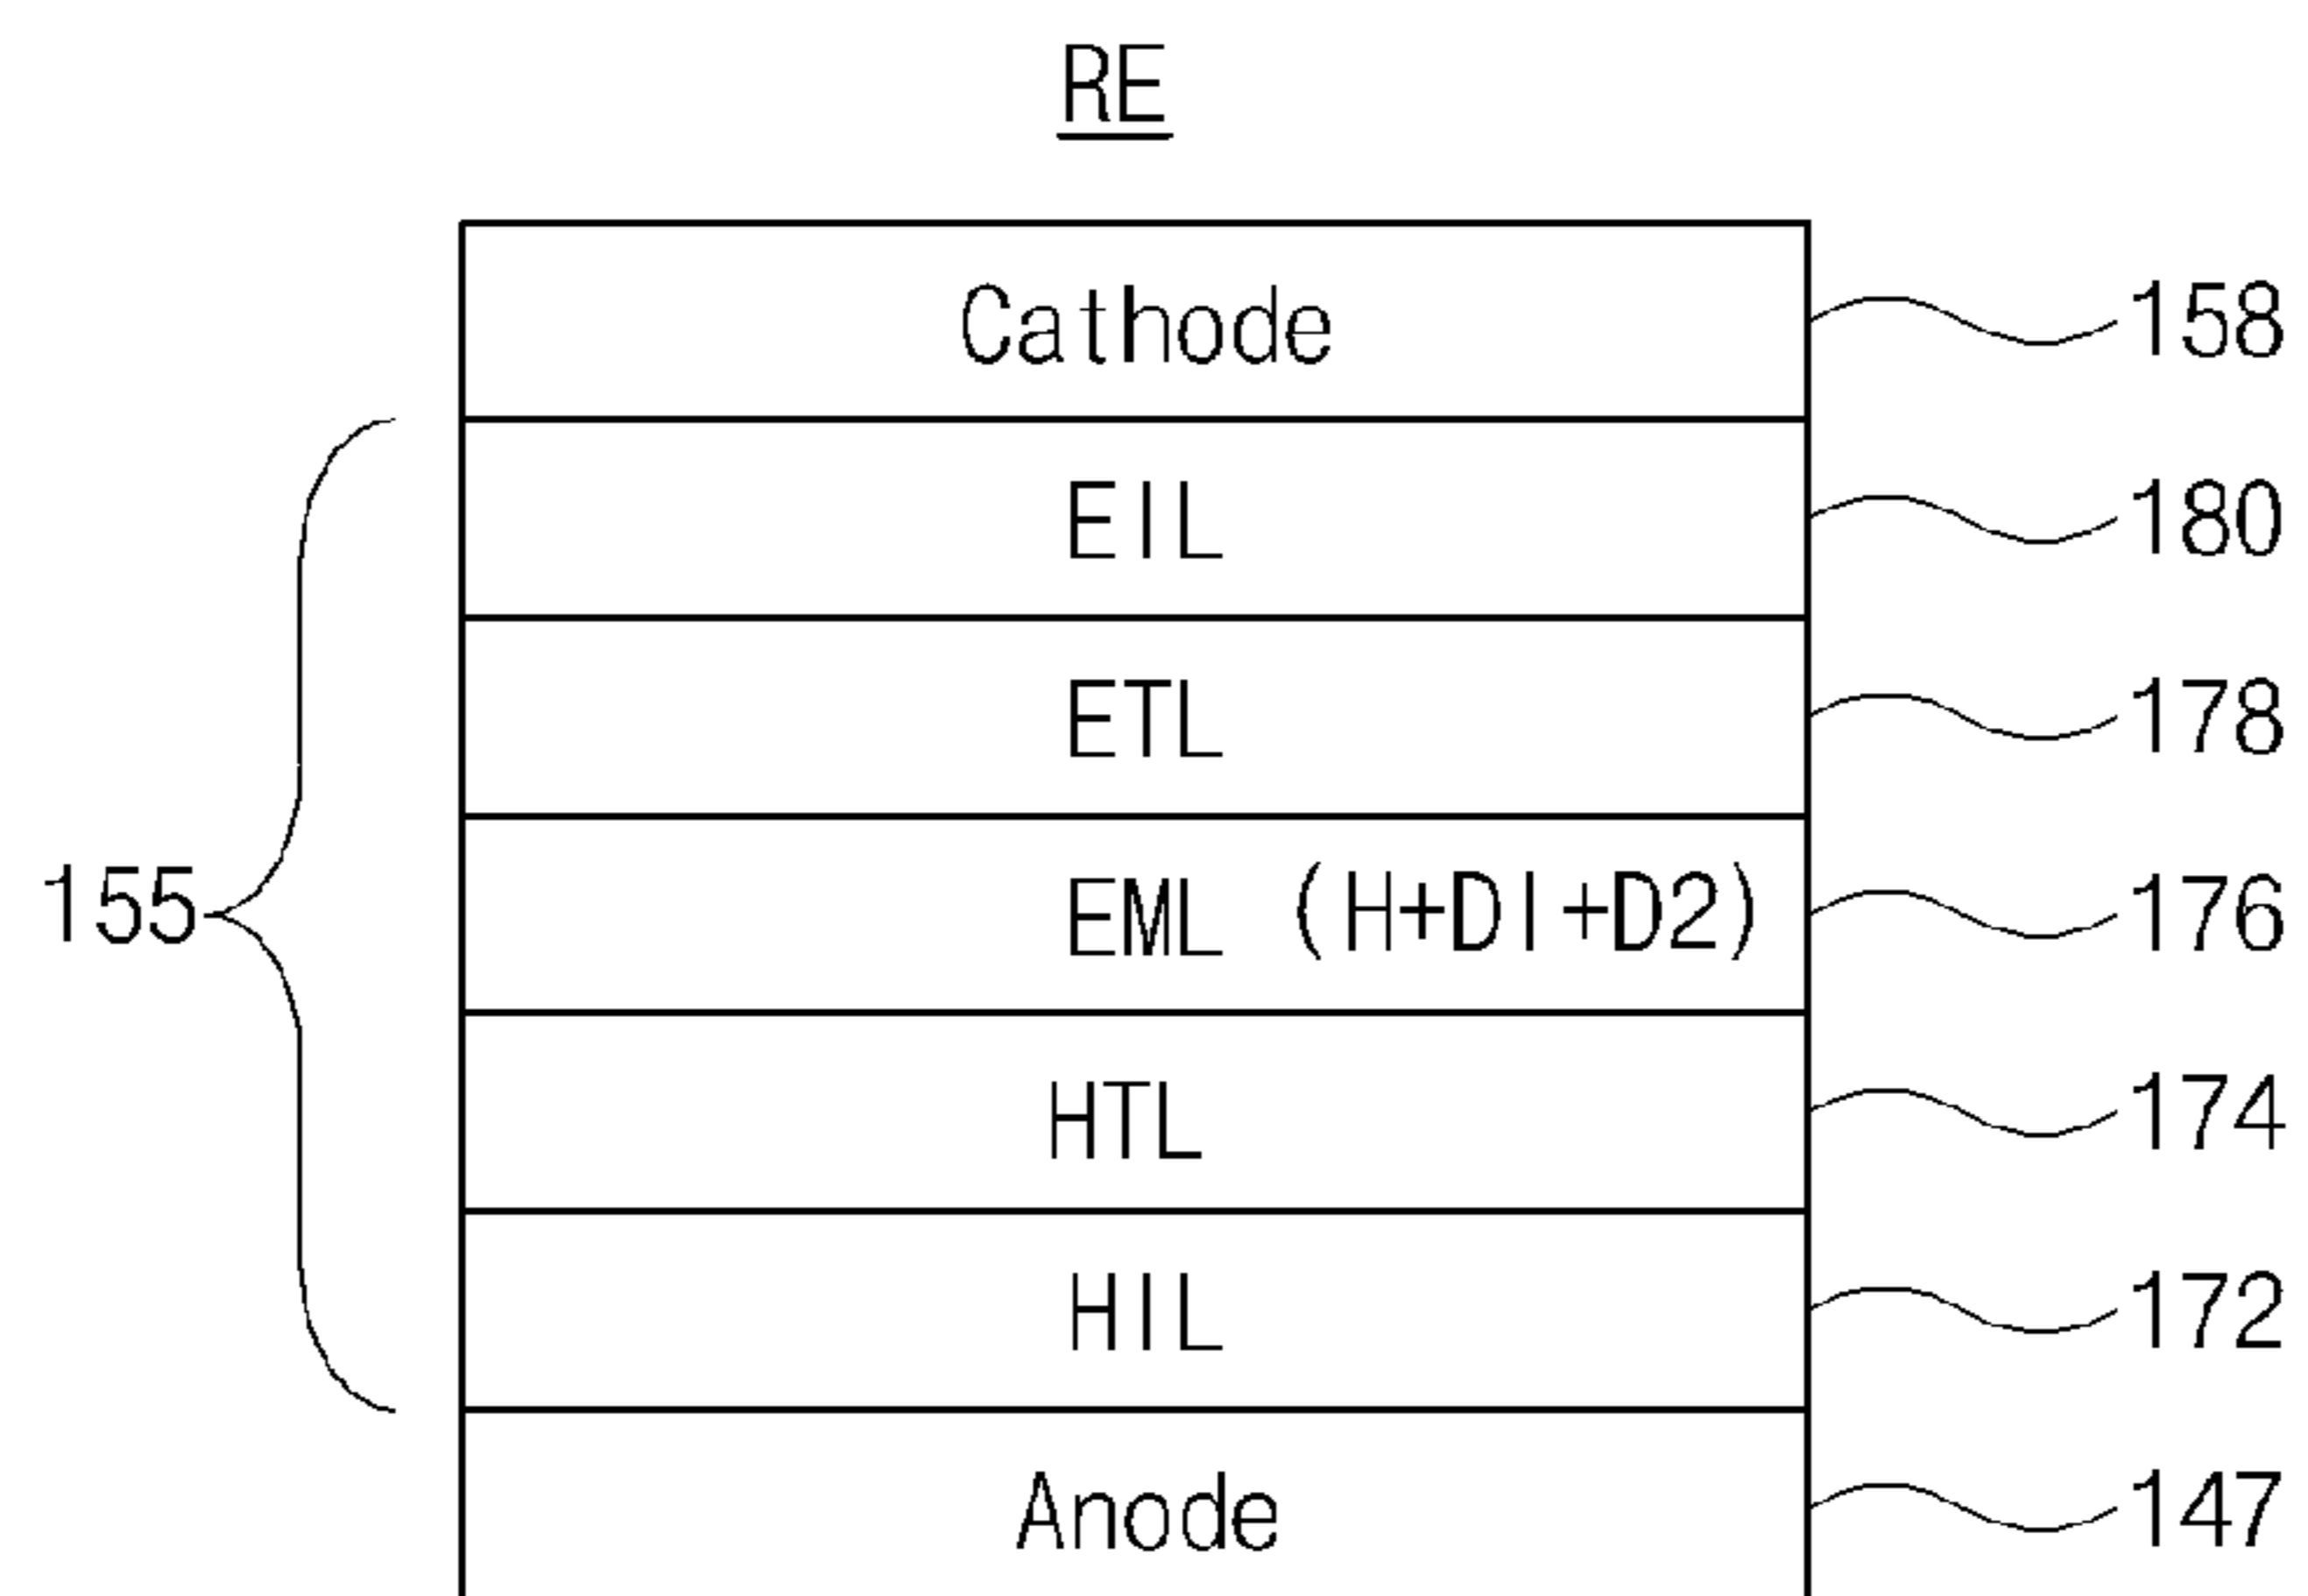 RE
Cathode 158
EIL 180
ETL 178
155 EML (H+D1+D2) 176
HTL 174
HIL 172
Anode 147